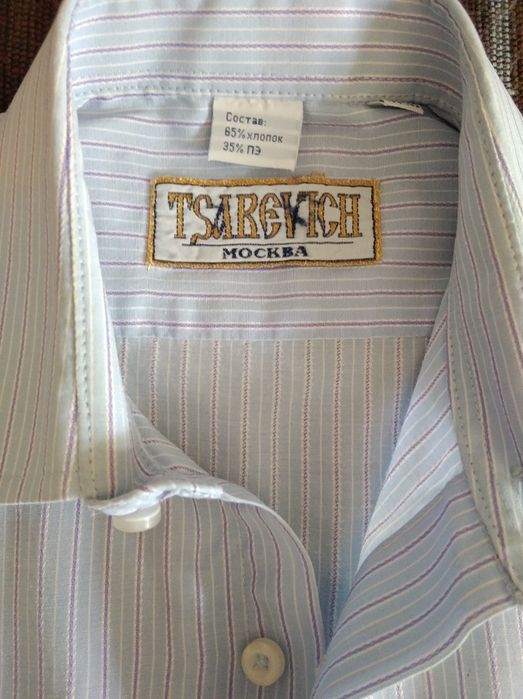 Состав:
65% хлопок
35% ПЭ
TSAREVICH
МОСКВА